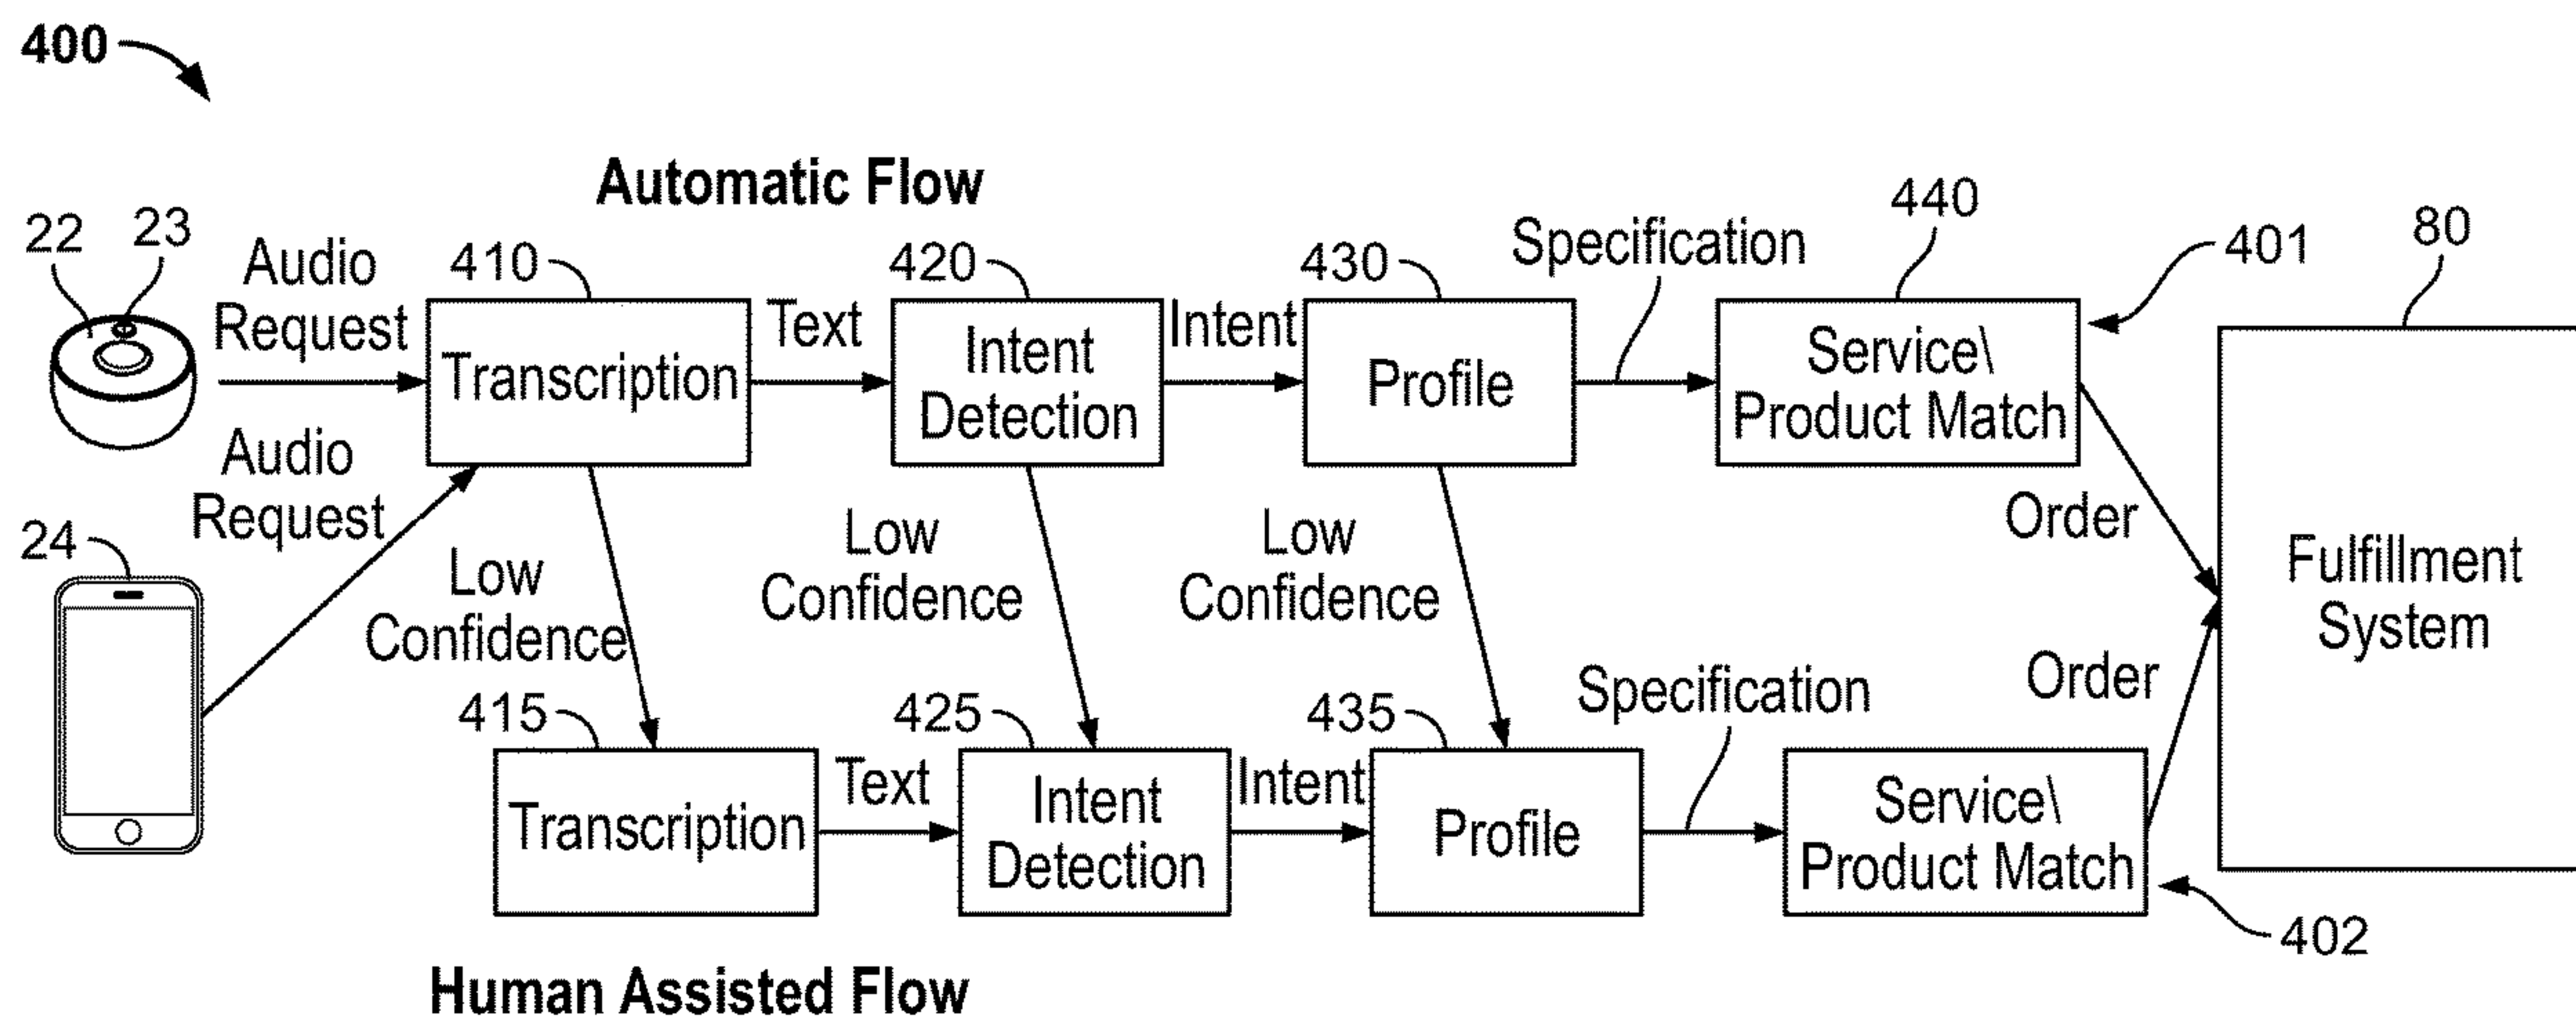 400
Automatic Flow
22
23
Audio
Request
410
Text
420
Intent
430
Specification
440
401
80
Transcription
Intent
Detection
Profile
Service\
Product Match
Audio
Request
24
Low
Confidence
Low
Confidence
Low
Confidence
Order
Fulfillment
System
415
Text
425
Intent
435
Specification
Order
Transcription
Intent
Detection
Profile
Service\
Product Match
402
Human Assisted Flow